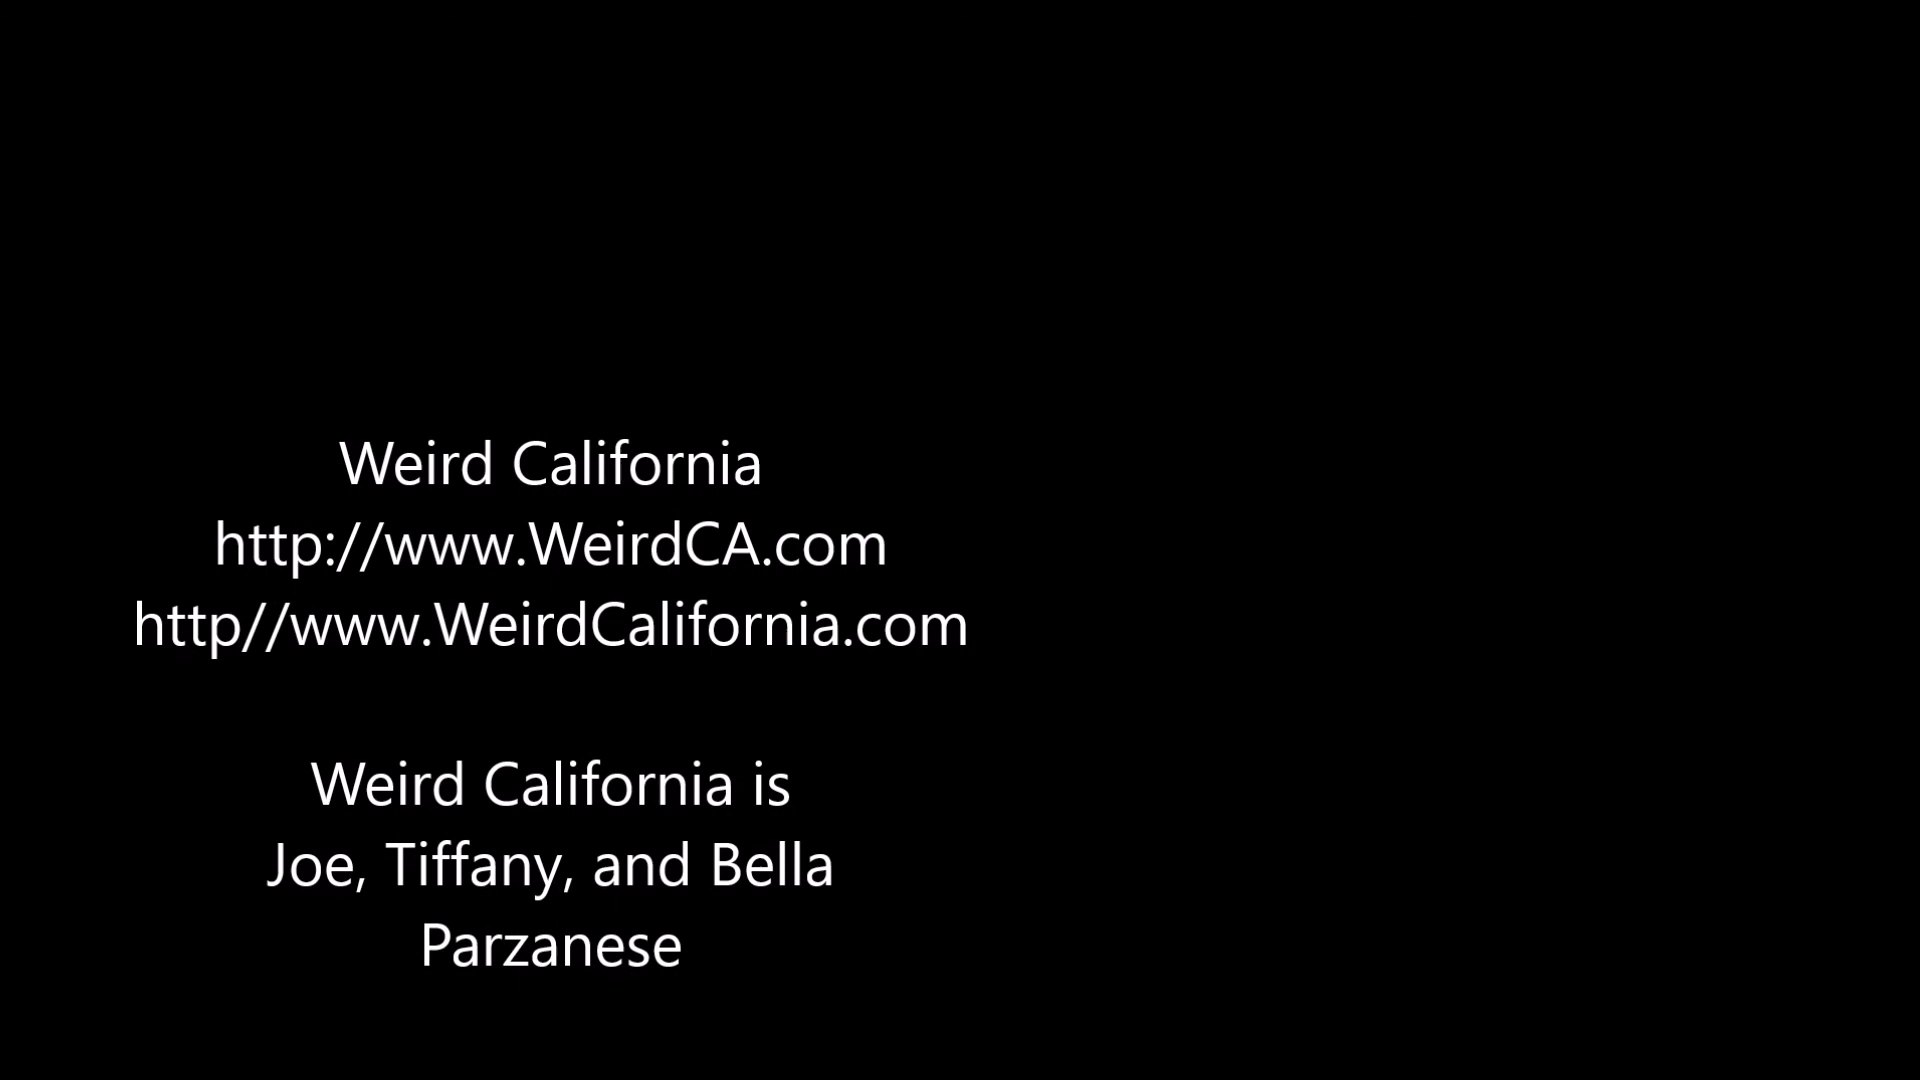 Weird California
http://www.WeirdCA.com
http//www.WeirdCalifornia.com
Weird California is
Joe, Tiffany, and Bella
Parzanese